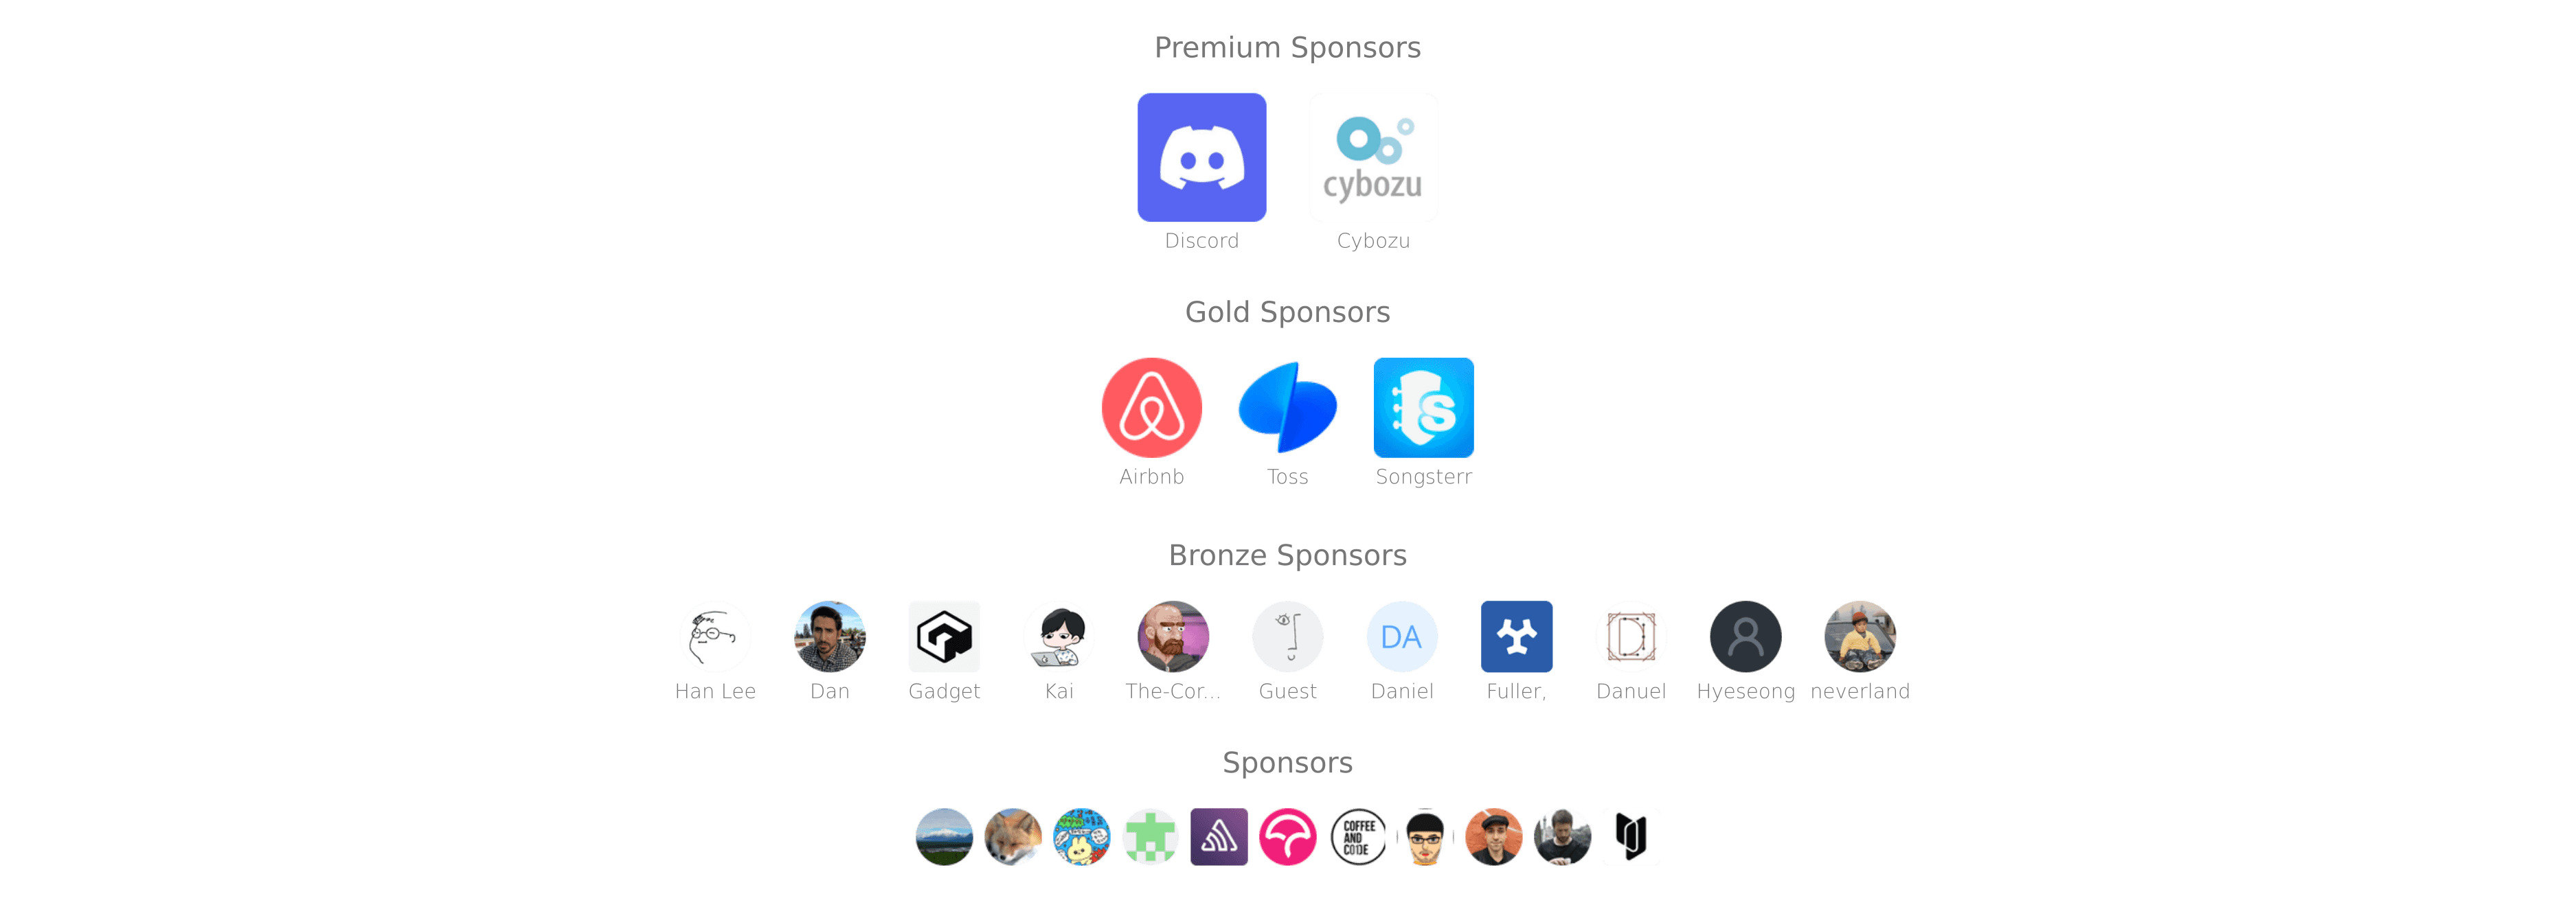 Premium Sponsors
cybozu
Discord Cybozu
Gold Sponsors
S
Airbnb Toss Songsterr
Bronze Sponsors
DA D
Han Lee Dan Gadget Kai The-Cor... Guest Daniel Fuller, Danuel Hyeseong neverland
Sponsors
COFFEE
AND
CODE